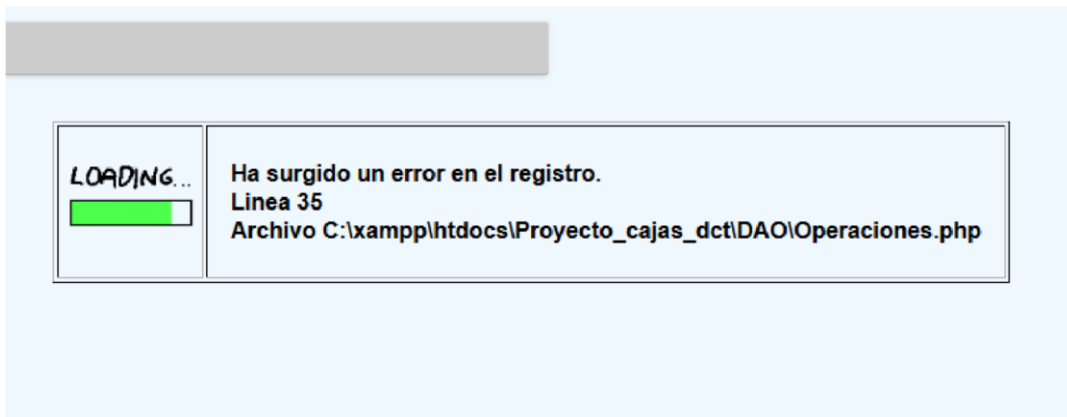 LOADING...
Ha surgido un error en el registro.
Linea 35
Archivo C:\xampp\htdocs\Proyecto_cajas_dct\DAO\Operaciones.php